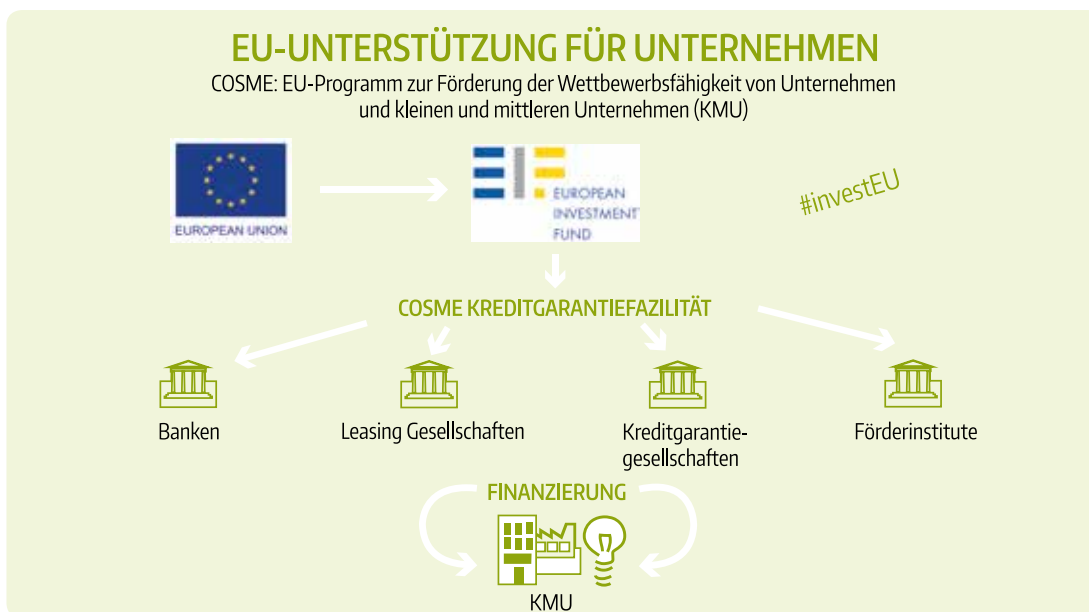 EU-UNTERSTÜTZUNG FÜR UNTERNEHMEN
COSME: EU-Programm zur Förderung der Wettbewerbsfähigkeit von Unternehmen
und kleinen und mittleren Unternehmen (KMU)
EUROPEAN UNION
EUROPEAN
INVESTMENT
FUND
#investEU
COSME KREDITGARANTIEFAZILITÄT
Banken
Leasing Gesellschaften
Kreditgarantie-
gesellschaften
Förderinstitute
FINANZIERUNG
KMU